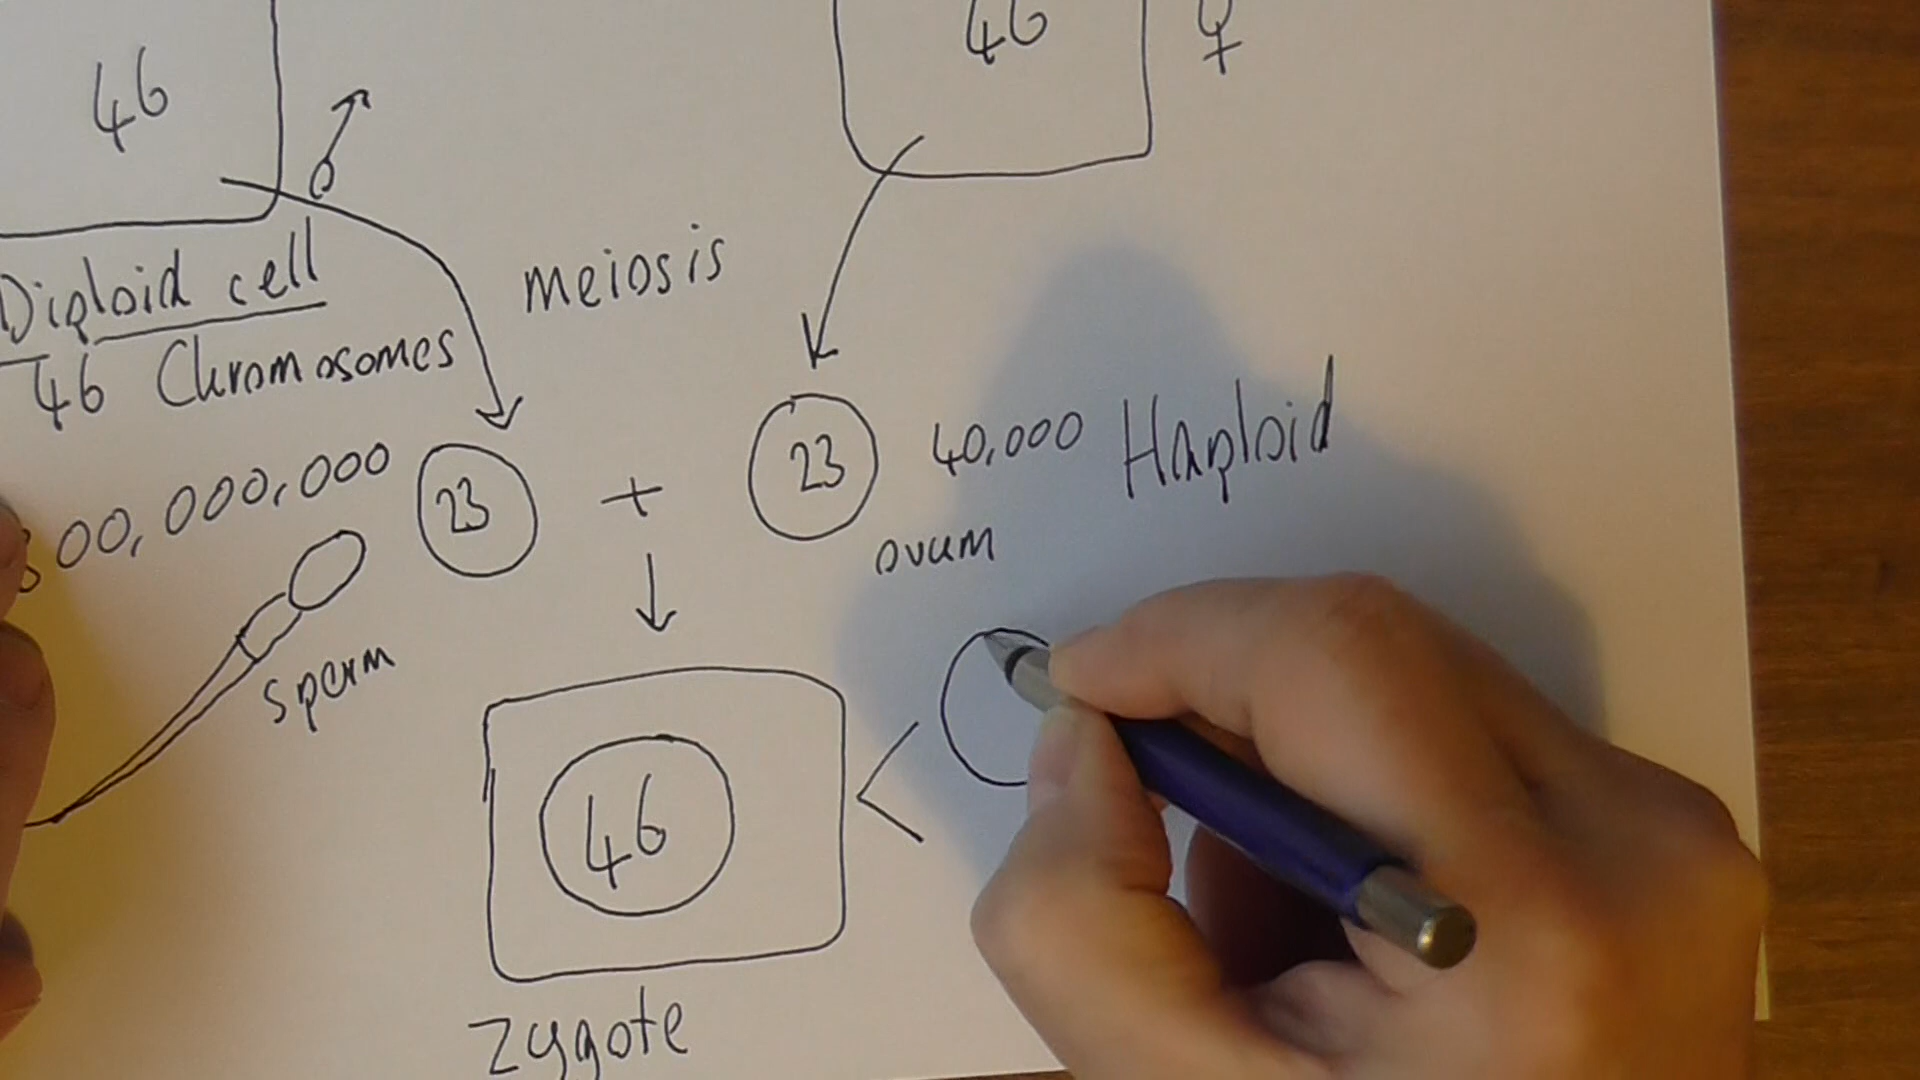 46
46
meiosis
Diploid cell
46 Chromosomes
23
+
23
40,000 Haploid
00,000,000
ovum
sperm
46
zygote